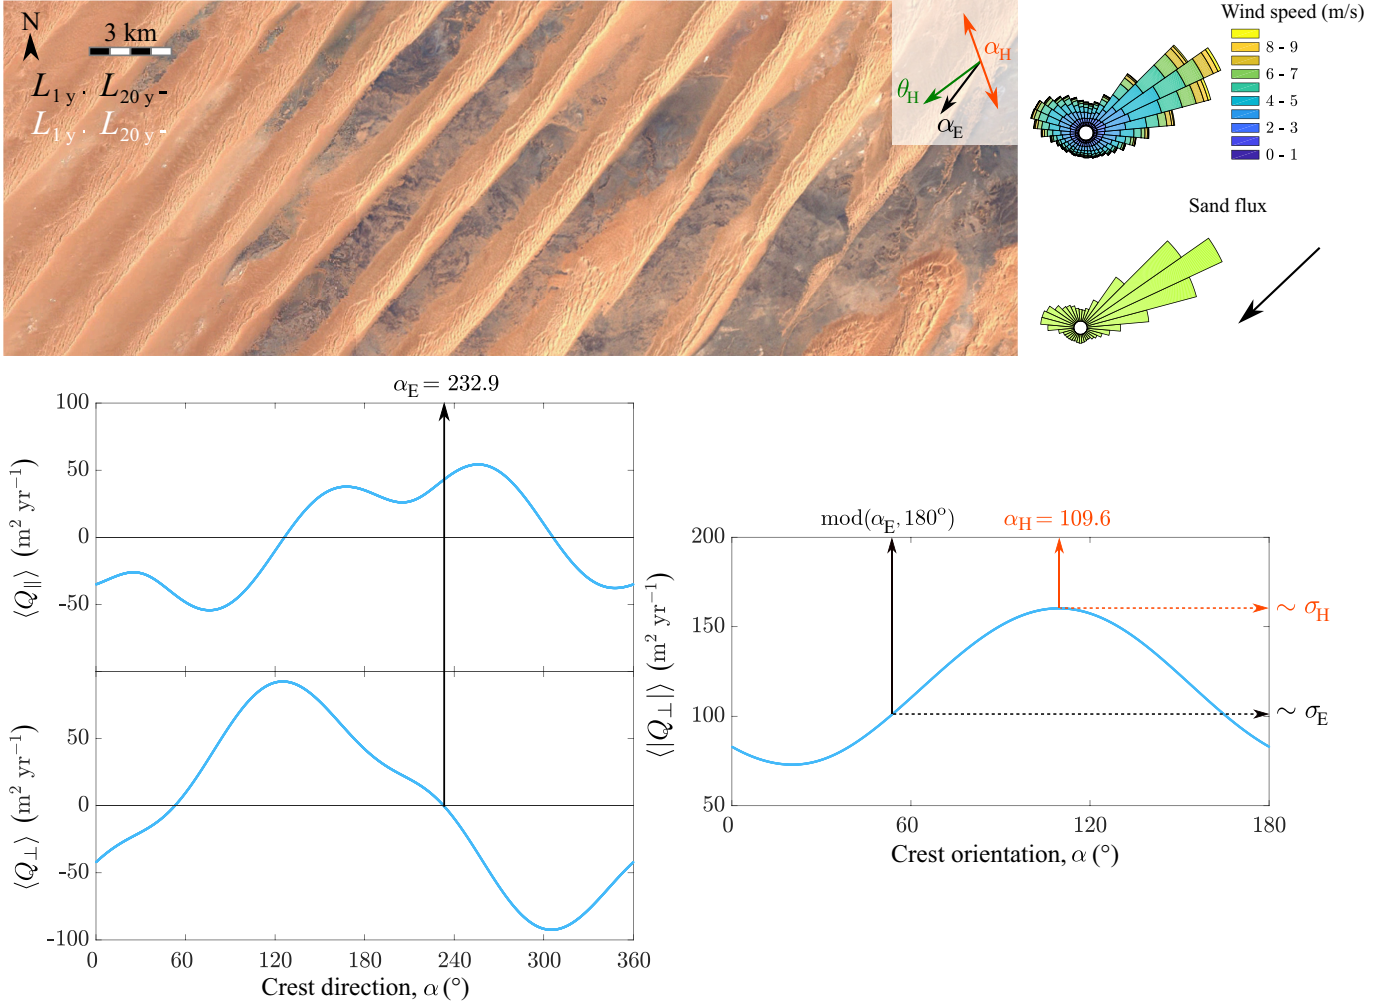 N
3 km
L1 y · L20 y -
L1 y · L20 y -
αH
θH
αE
Wind speed (m/s)
8 - 9
6 - 7
4 - 5
2 - 3
0 - 1
Sand flux
αE = 232.9
100
50
0
-50
⟨Q∥⟩ (m² yr⁻¹)
50
0
-50
-100
⟨Q⊥⟩ (m² yr⁻¹)
0 60 120 180 240 300 360
Crest direction, α (°)
mod(αE, 180°)
αH = 109.6
200
150
100
50
⟨|Q⊥|⟩ (m² yr⁻¹)
∼ σH
∼ σE
0 60 120 180
Crest orientation, α (°)